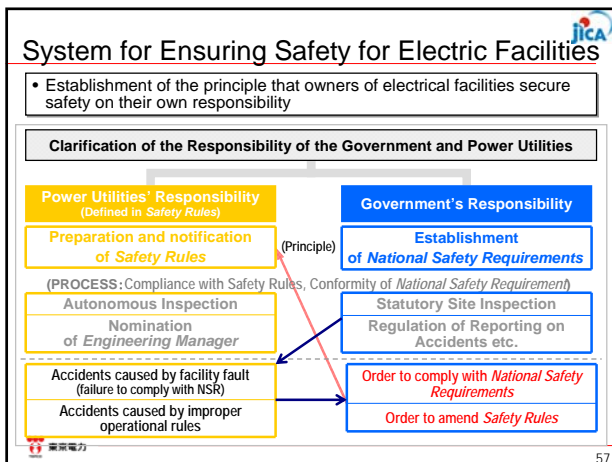 jICA
System for Ensuring Safety for Electric Facilities
• Establishment of the principle that owners of electrical facilities secure
safety on their own responsibility
Clarification of the Responsibility of the Government and Power Utilities
Power Utilities' Responsibility
(Defined in Safety Rules)
Government's Responsibility
Preparation and notification
of Safety Rules
(Principle)
Establishment
of National Safety Requirements
(PROCESS: Compliance with Safety Rules, Conformity of National Safety Requirement)
Autonomous Inspection
Nomination
of Engineering Manager
Statutory Site Inspection
Regulation of Reporting on
Accidents etc.
Accidents caused by facility fault
(failure to comply with NSR)
Accidents caused by improper
operational rules
Order to comply with National Safety
Requirements
Order to amend Safety Rules
東京電力
57